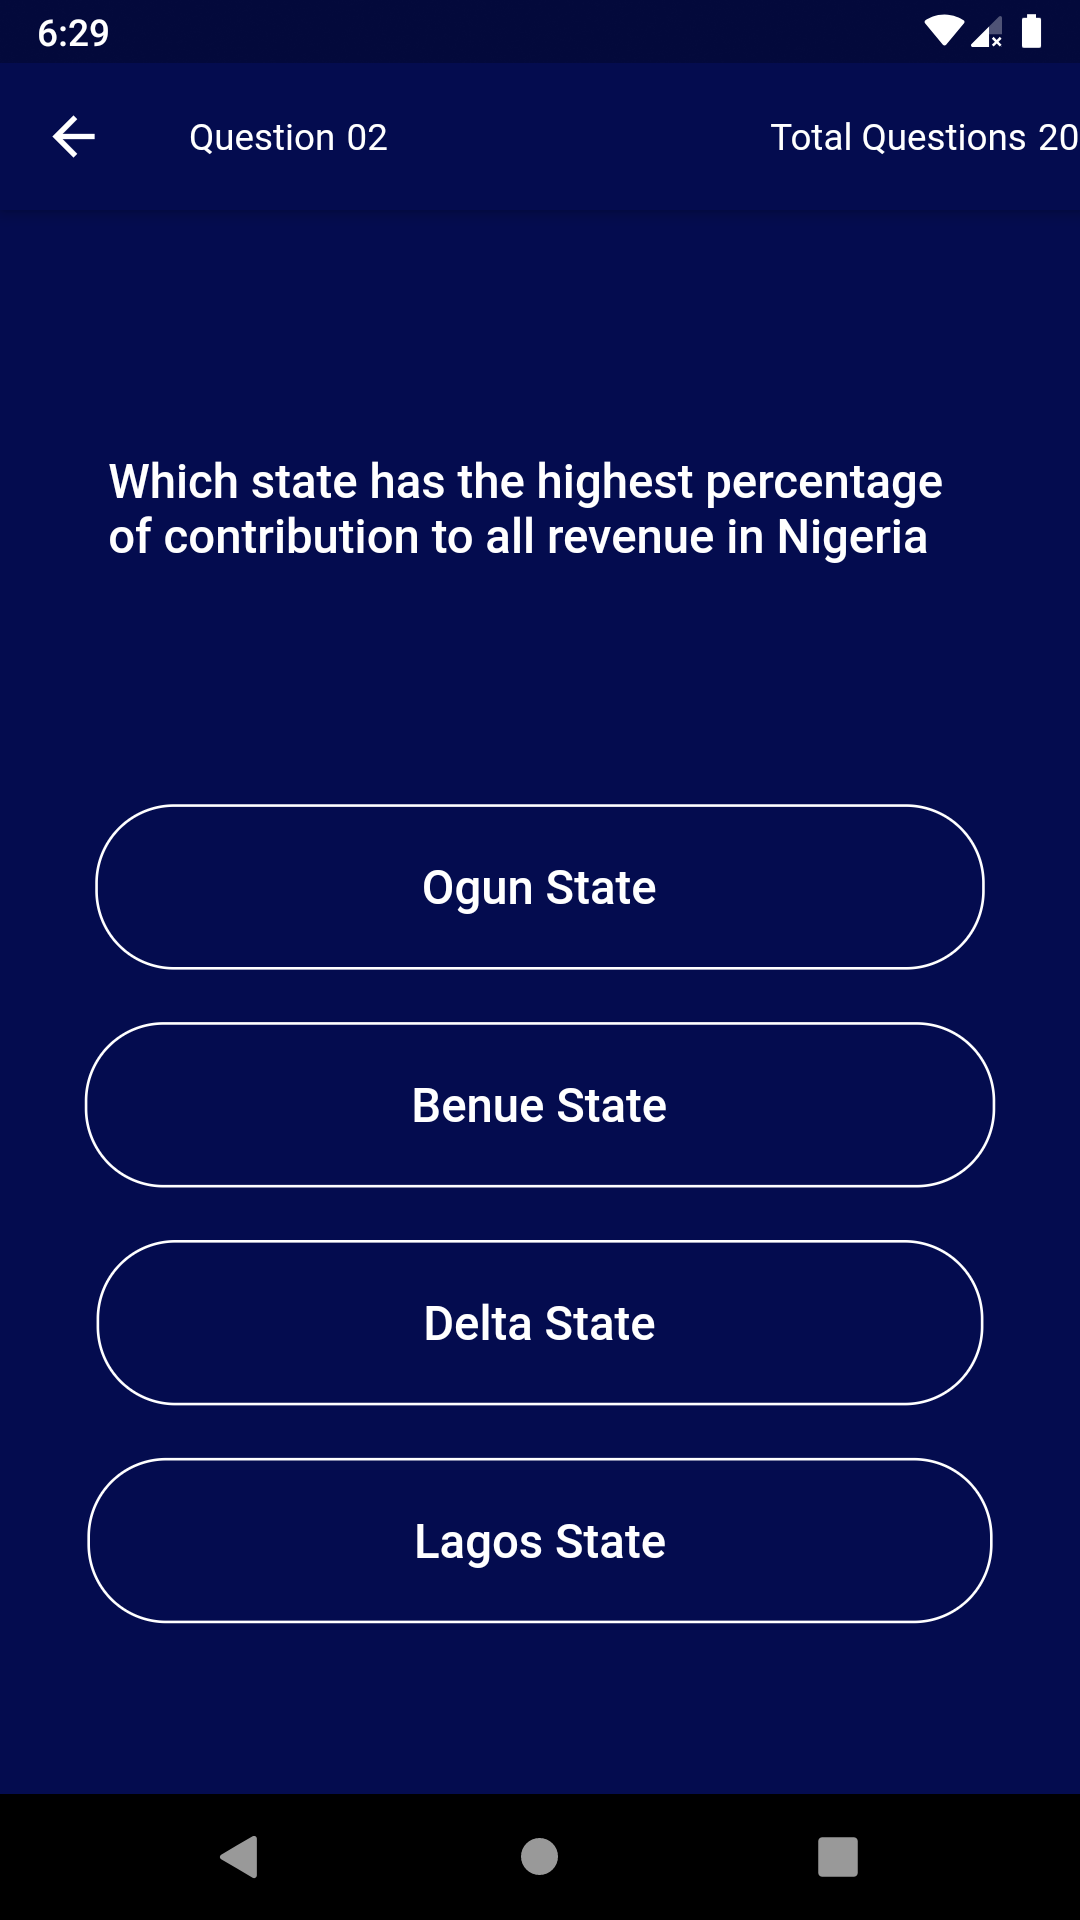 6:29
Question 02
Total Questions 20
Which state has the highest percentage
of contribution to all revenue in Nigeria
Ogun State
Benue State
Delta State
Lagos State